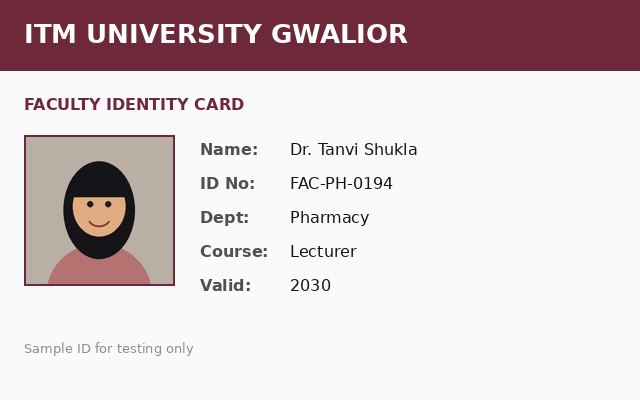 ITM UNIVERSITY GWALIOR
FACULTY IDENTITY CARD
Name: Dr. Tanvi Shukla
ID No: FAC-PH-0194
Dept: Pharmacy
Course: Lecturer
Valid: 2030
Sample ID for testing only